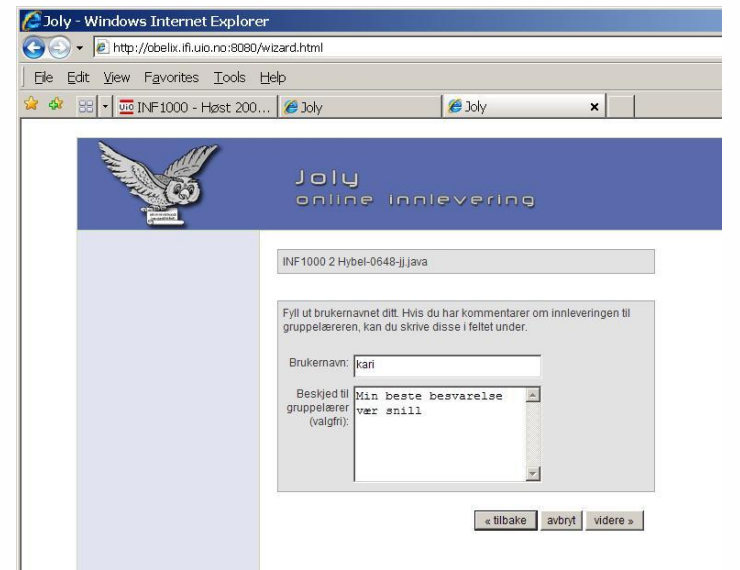 Joly - Windows Internet Explorer
http://obelix.ifi.uio.no:8080/wizard.html
File Edit View Favorites Tools Help
uio INF1000 - Høst 200... Joly Joly
Joly
online innlevering
INF1000 2 Hybel-0648-jj.java
Fyll ut brukernavnet ditt. Hvis du har kommentarer om innleveringen til
gruppelæreren, kan du skrive disse i feltet under.
Brukernavn: kari
Beskjed til
gruppelærer
(valgfri):
Min beste besvarelse
vær snill
« tilbake avbryt videre »